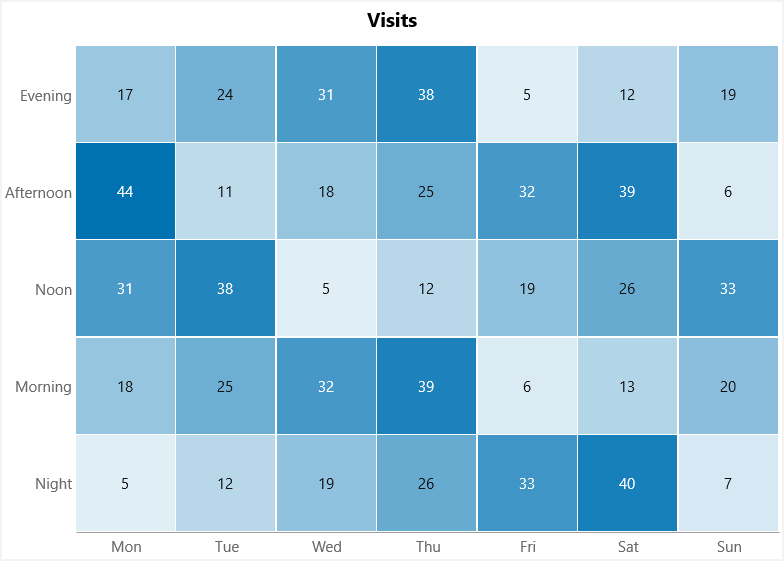 Visits
Evening 17 24 31 38 5 12 19
Afternoon 44 11 18 25 32 39 6
Noon 31 38 5 12 19 26 33
Morning 18 25 32 39 6 13 20
Night 5 12 19 26 33 40 7
Mon Tue Wed Thu Fri Sat Sun